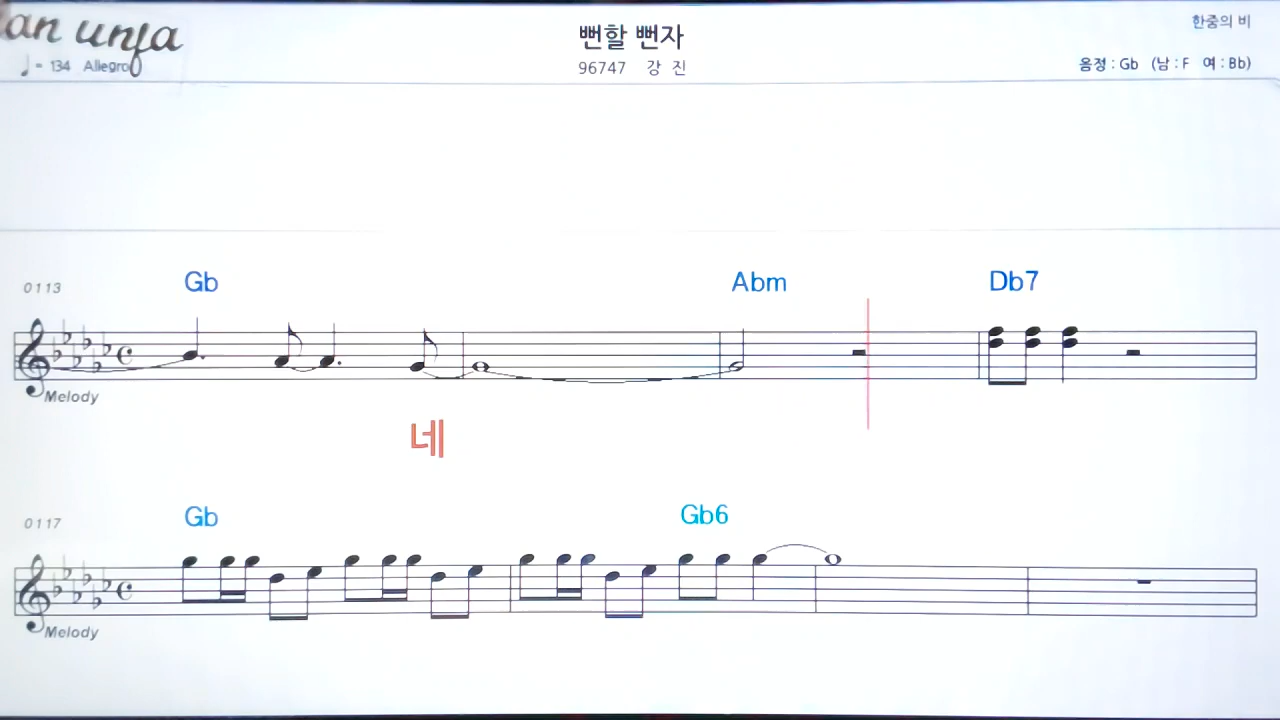 an unfa
뻔할 뻔자
한중의 비
♩ = 134 Allegro
96747 강 진
음정 : Gb (남 : F 여 : Bb)
0113
Gb
Abm
Db7
Melody
네
0117
Gb
Gb6
Melody